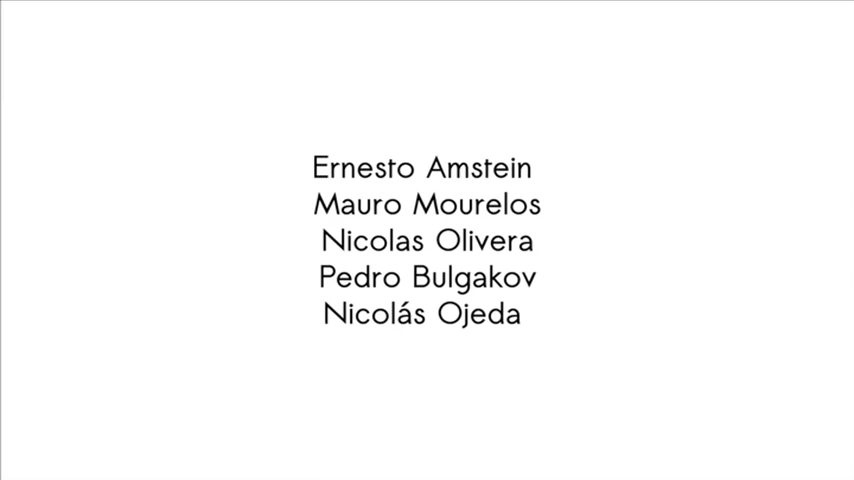 Ernesto Amstein
Mauro Mourelos
Nicolas Olivera
Pedro Bulgakov
Nicolás Ojeda